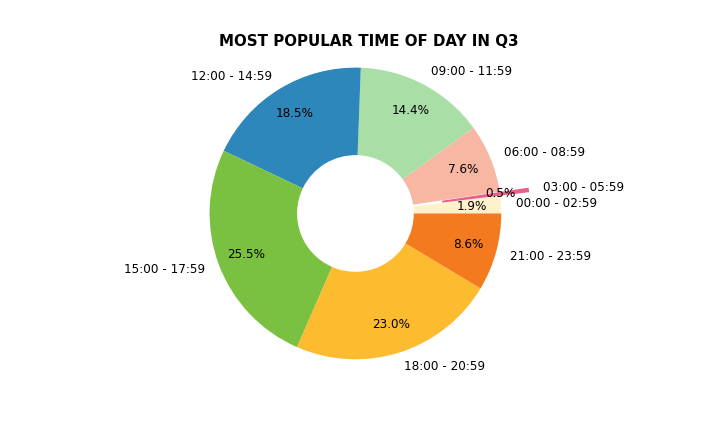 MOST POPULAR TIME OF DAY IN Q3
09:00 - 11:59
12:00 - 14:59
14.4%
18.5%
06:00 - 08:59
7.6%
03:00 - 05:59
0.5%
00:00 - 02:59
1.9%
8.6%
21:00 - 23:59
25.5%
15:00 - 17:59
23.0%
18:00 - 20:59